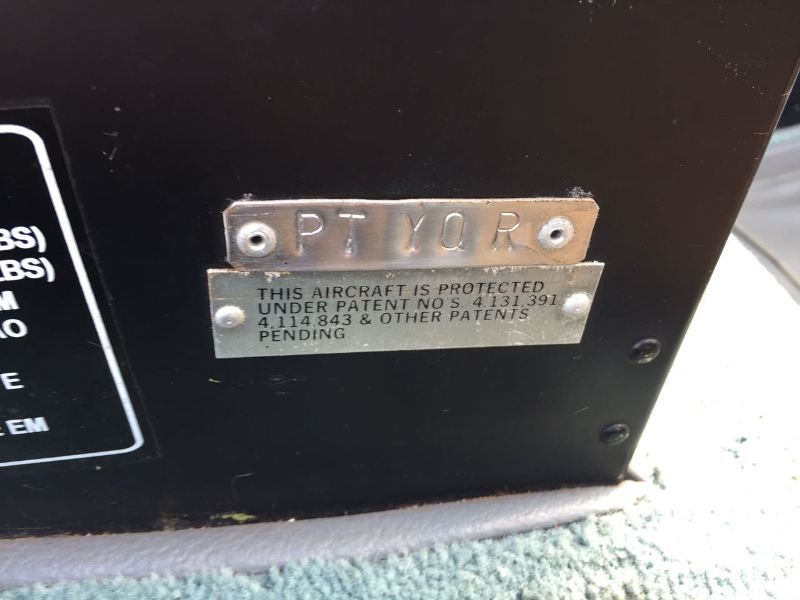 PT YQR
THIS AIRCRAFT IS PROTECTED
UNDER PATENT NO S. 4,131,391
4,114,843 & OTHER PATENTS
PENDING
BS)
LBS)
M
E
EM